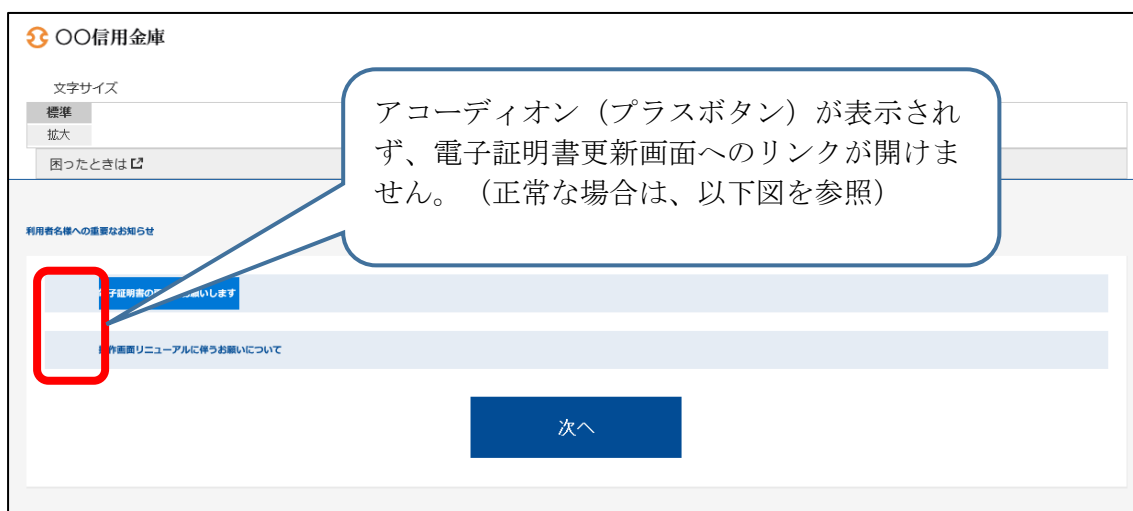 〇〇信用金庫
文字サイズ
標準
拡大
困ったときは
アコーディオン（プラスボタン）が表示され
ず、電子証明書更新画面へのリンクが開けま
せん。（正常な場合は、以下図を参照）
利用者名様への重要なお知らせ
子証明書の
お願いします
作画面リニューアルに伴うお願いについて
次へ